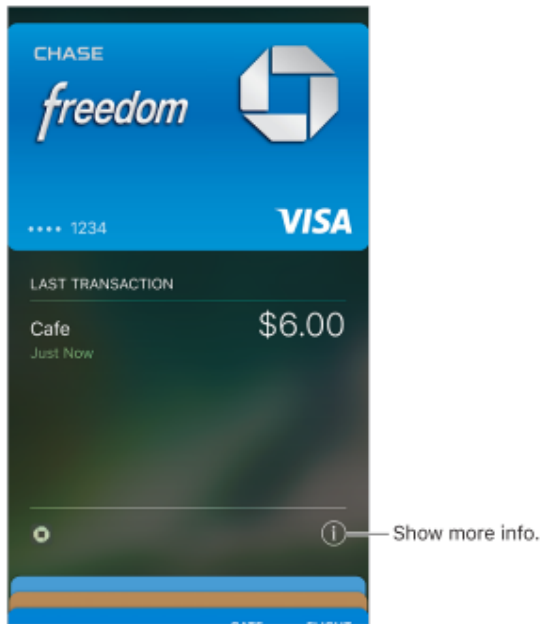 CHASE
freedom
•••• 1234
VISA
LAST TRANSACTION
Cafe
$6.00
Just Now
Show more info.